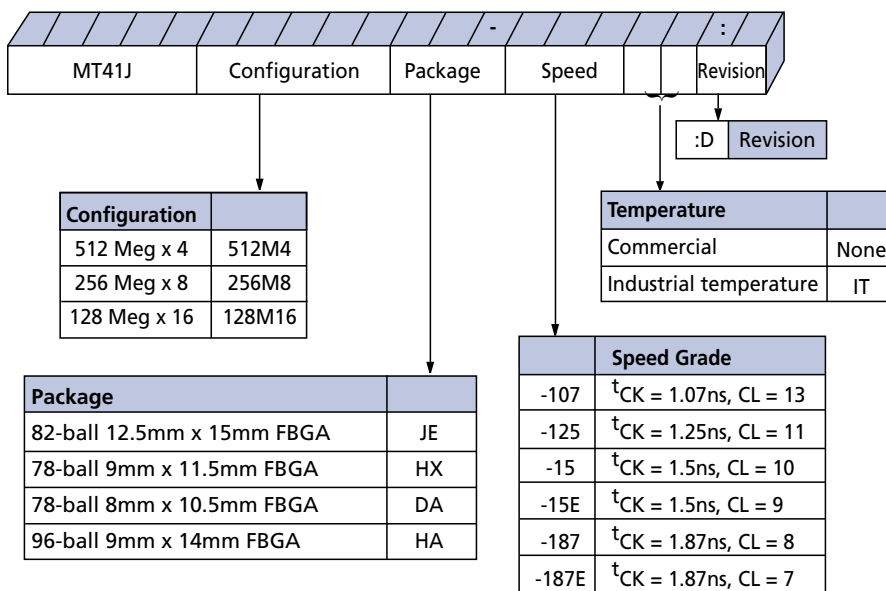 - :
MT41J Configuration Package Speed Revision
:D Revision
Configuration
512 Meg x 4 512M4
256 Meg x 8 256M8
128 Meg x 16 128M16
Temperature
Commercial None
Industrial temperature IT
Package
82-ball 12.5mm x 15mm FBGA JE
78-ball 9mm x 11.5mm FBGA HX
78-ball 8mm x 10.5mm FBGA DA
96-ball 9mm x 14mm FBGA HA
Speed Grade
-107 tCK = 1.07ns, CL = 13
-125 tCK = 1.25ns, CL = 11
-15 tCK = 1.5ns, CL = 10
-15E tCK = 1.5ns, CL = 9
-187 tCK = 1.87ns, CL = 8
-187E tCK = 1.87ns, CL = 7